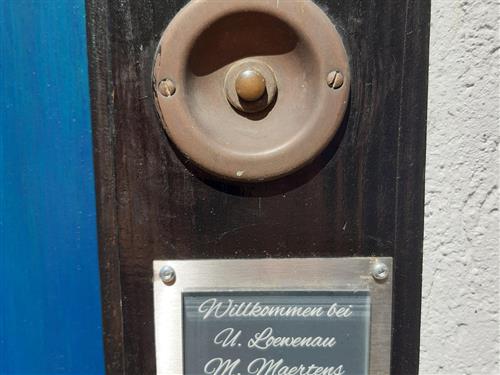 Willkommen bei
U. Loewenau
M. Maertens